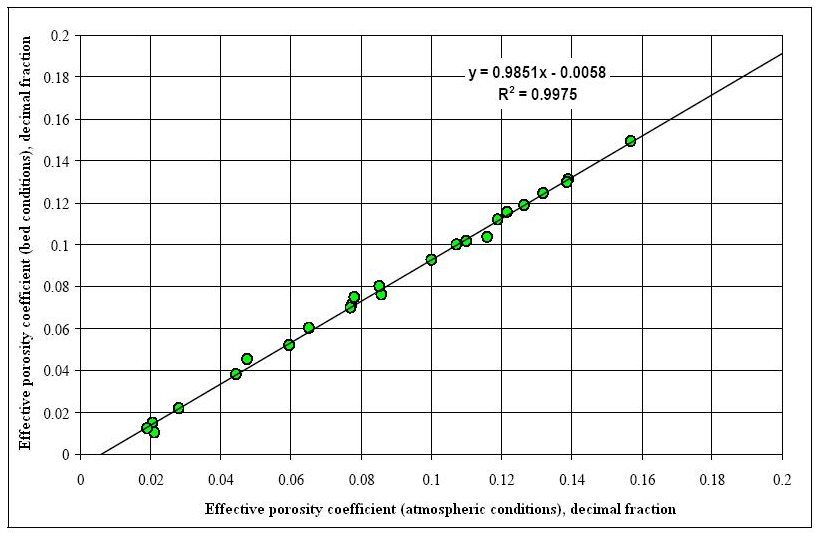 0.2
0.18
0.16
0.14
0.12
0.1
0.08
0.06
0.04
0.02
0
Effective porosity coefficient (bed conditions), decimal fraction
y = 0.9851x - 0.0058
R² = 0.9975
0 0.02 0.04 0.06 0.08 0.1 0.12 0.14 0.16 0.18 0.2
Effective porosity coefficient (atmospheric conditions), decimal fraction